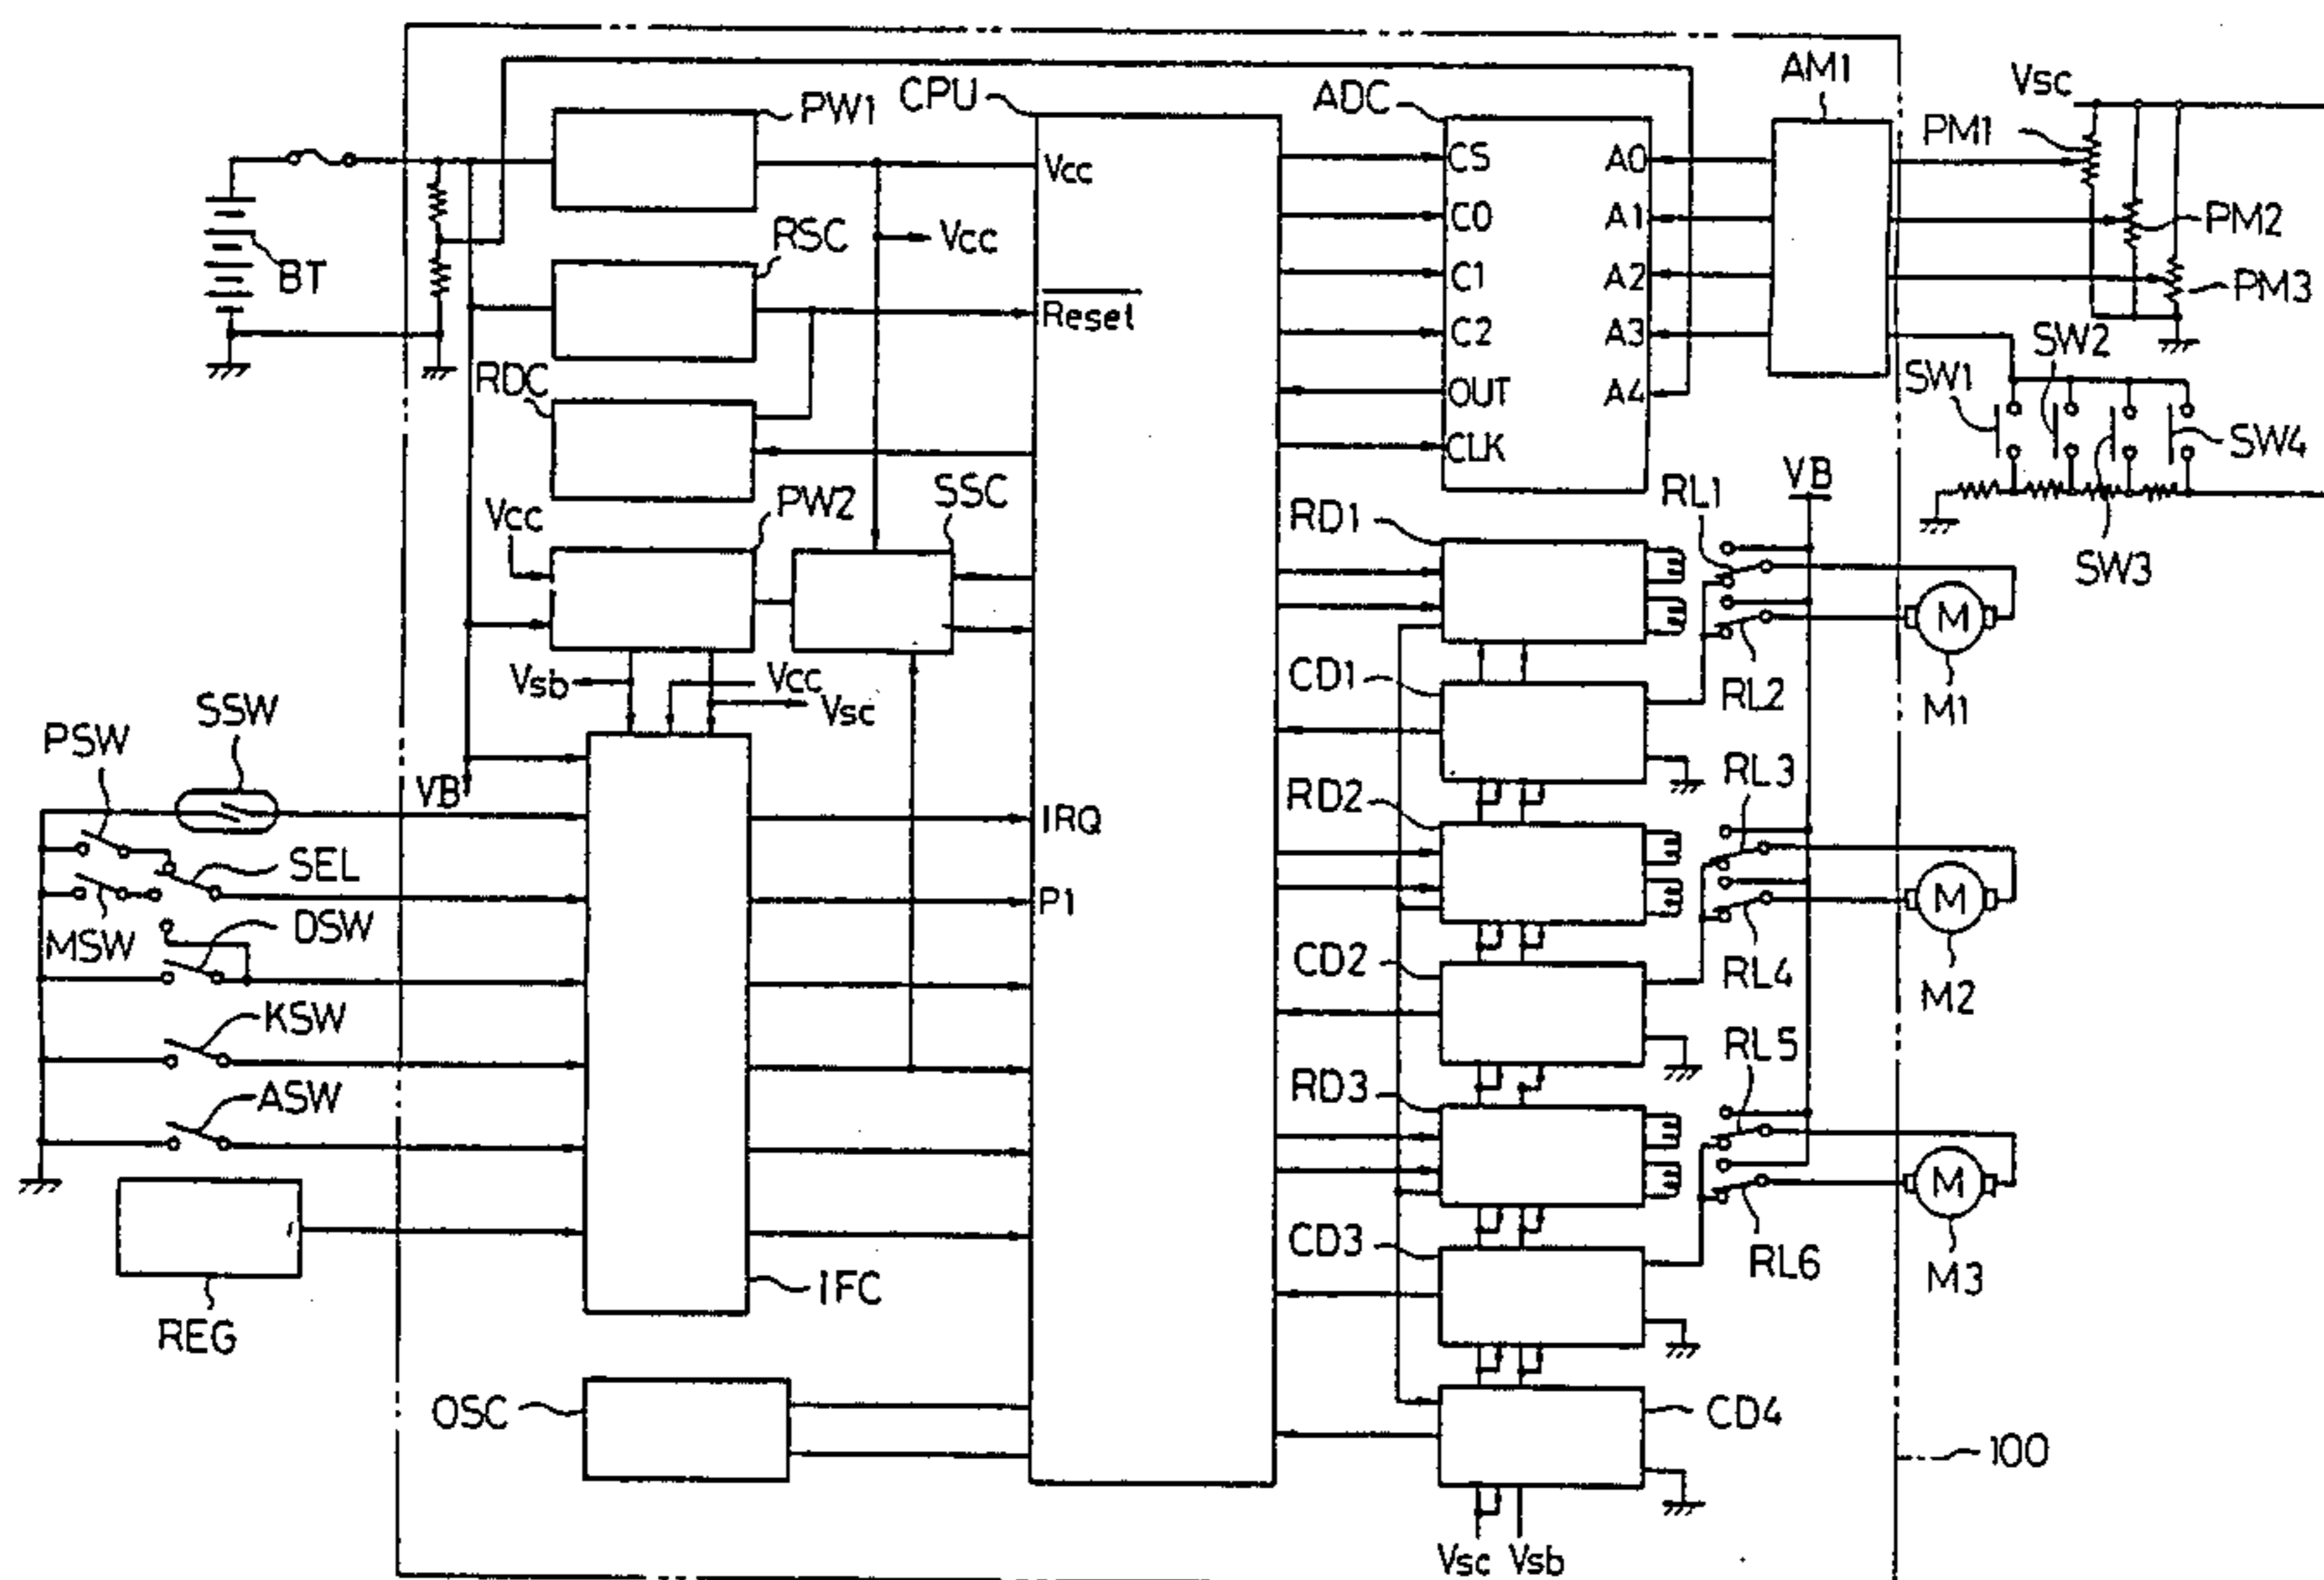 AM1
Vsc
CPU
ADC
PW1
PM1
Vcc
CS
A0
C0
A1
PM2
RSC
Vcc
BT
C1
A2
PM3
Reset
C2
A3
SW2
RDC
SW1
OUT
A4
SW4
CLK
VB
PW2
SSC
RL1
Vcc
RD1
SW3
M
Vsb
Vcc
CD1
RL2
M1
SSW
Vsc
PSW
RL3
VB
RD2
IRQ
SEL
P1
M
MSW
DSW
CD2
RL4
M2
KSW
RL5
RD3
ASW
M
CD3
RL6
M3
IFC
REG
OSC
CD4
100
Vsc Vsb